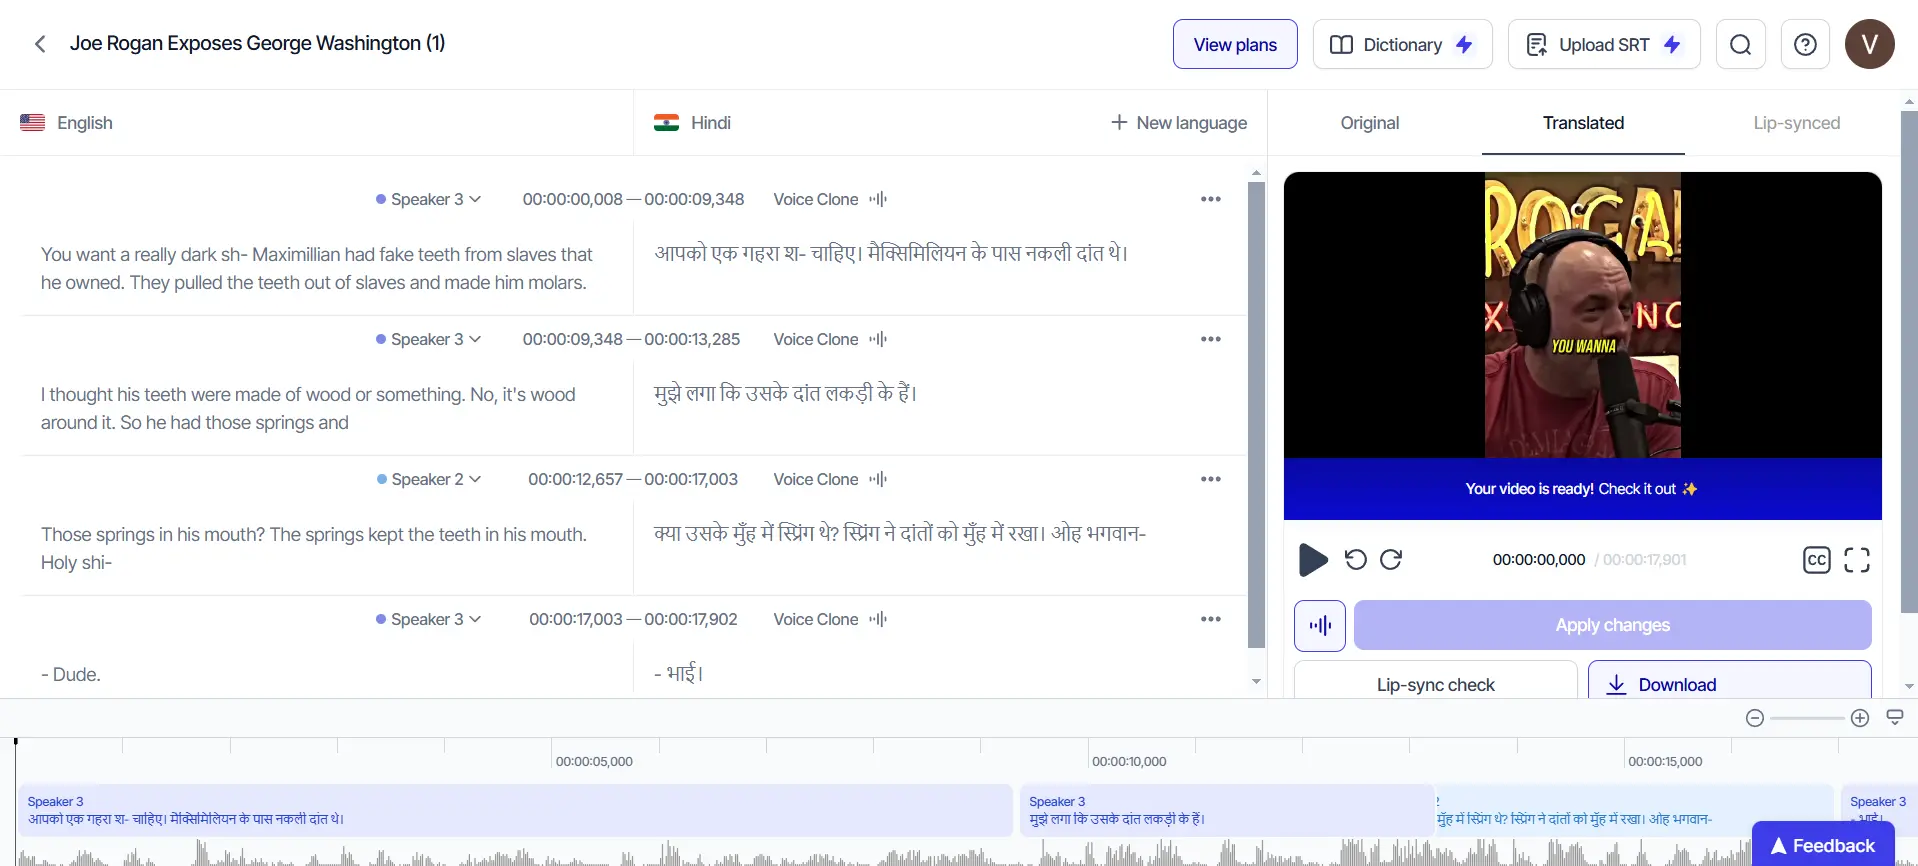 Joe Rogan Exposes George Washington (1)
View plans
Dictionary
Upload SRT
V
English
Hindi
New language
Original
Translated
Lip-synced
Speaker 3
00:00:00,008 — 00:00:09,348
Voice Clone
You want a really dark sh- Maximillian had fake teeth from slaves that
he owned. They pulled the teeth out of slaves and made him molars.
आपको एक गहरा श- चाहिए। मैक्सिमिलियन के पास नकली दांत थे।
Speaker 3
00:00:09,348 — 00:00:13,285
Voice Clone
I thought his teeth were made of wood or something. No, it's wood
around it. So he had those springs and
मुझे लगा कि उसके दांत लकड़ी के हैं।
Speaker 2
00:00:12,657 — 00:00:17,003
Voice Clone
Those springs in his mouth? The springs kept the teeth in his mouth.
Holy shi-
क्या उसके मुँह में स्प्रिंग थे? स्प्रिंग ने दांतों को मुँह में रखा। ओह भगवान-
Speaker 3
00:00:17,003 — 00:00:17,902
Voice Clone
- Dude.
- भाई।
ROGAN
YOU WANNA
Your video is ready! Check it out ✨
00:00:00,000 / 00:00:17,901
CC
Apply changes
Lip-sync check
Download
00:00:05,000
00:00:10,000
00:00:15,000
Speaker 3
आपको एक गहरा श- चाहिए। मैक्सिमिलियन के पास नकली दांत थे।
Speaker 3
मुझे लगा कि उसके दांत लकड़ी के हैं।
मुँह में स्प्रिंग थे? स्प्रिंग ने दांतों को मुँह में रखा। ओह भगवान-
Speaker 3
- भाई।
Feedback